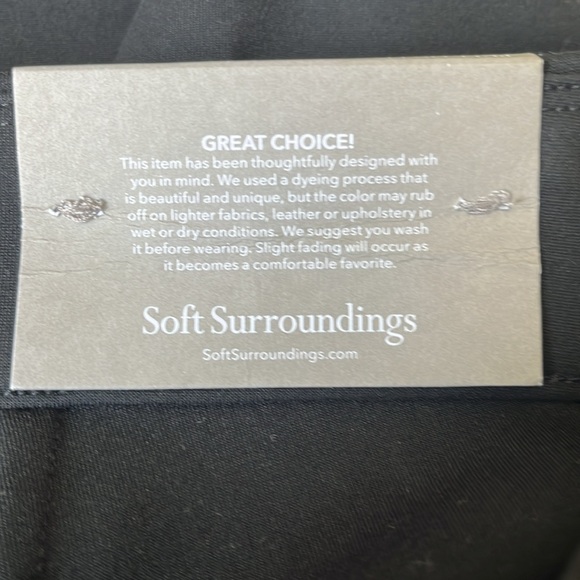 GREAT CHOICE!
This item has been thoughtfully designed with
you in mind. We used a dyeing process that
is beautiful and unique, but the color may rub
off on lighter fabrics, leather or upholstery in
wet or dry conditions. We suggest you wash
it before wearing. Slight fading will occur as
it becomes a comfortable favorite.
Soft Surroundings
SoftSurroundings.com